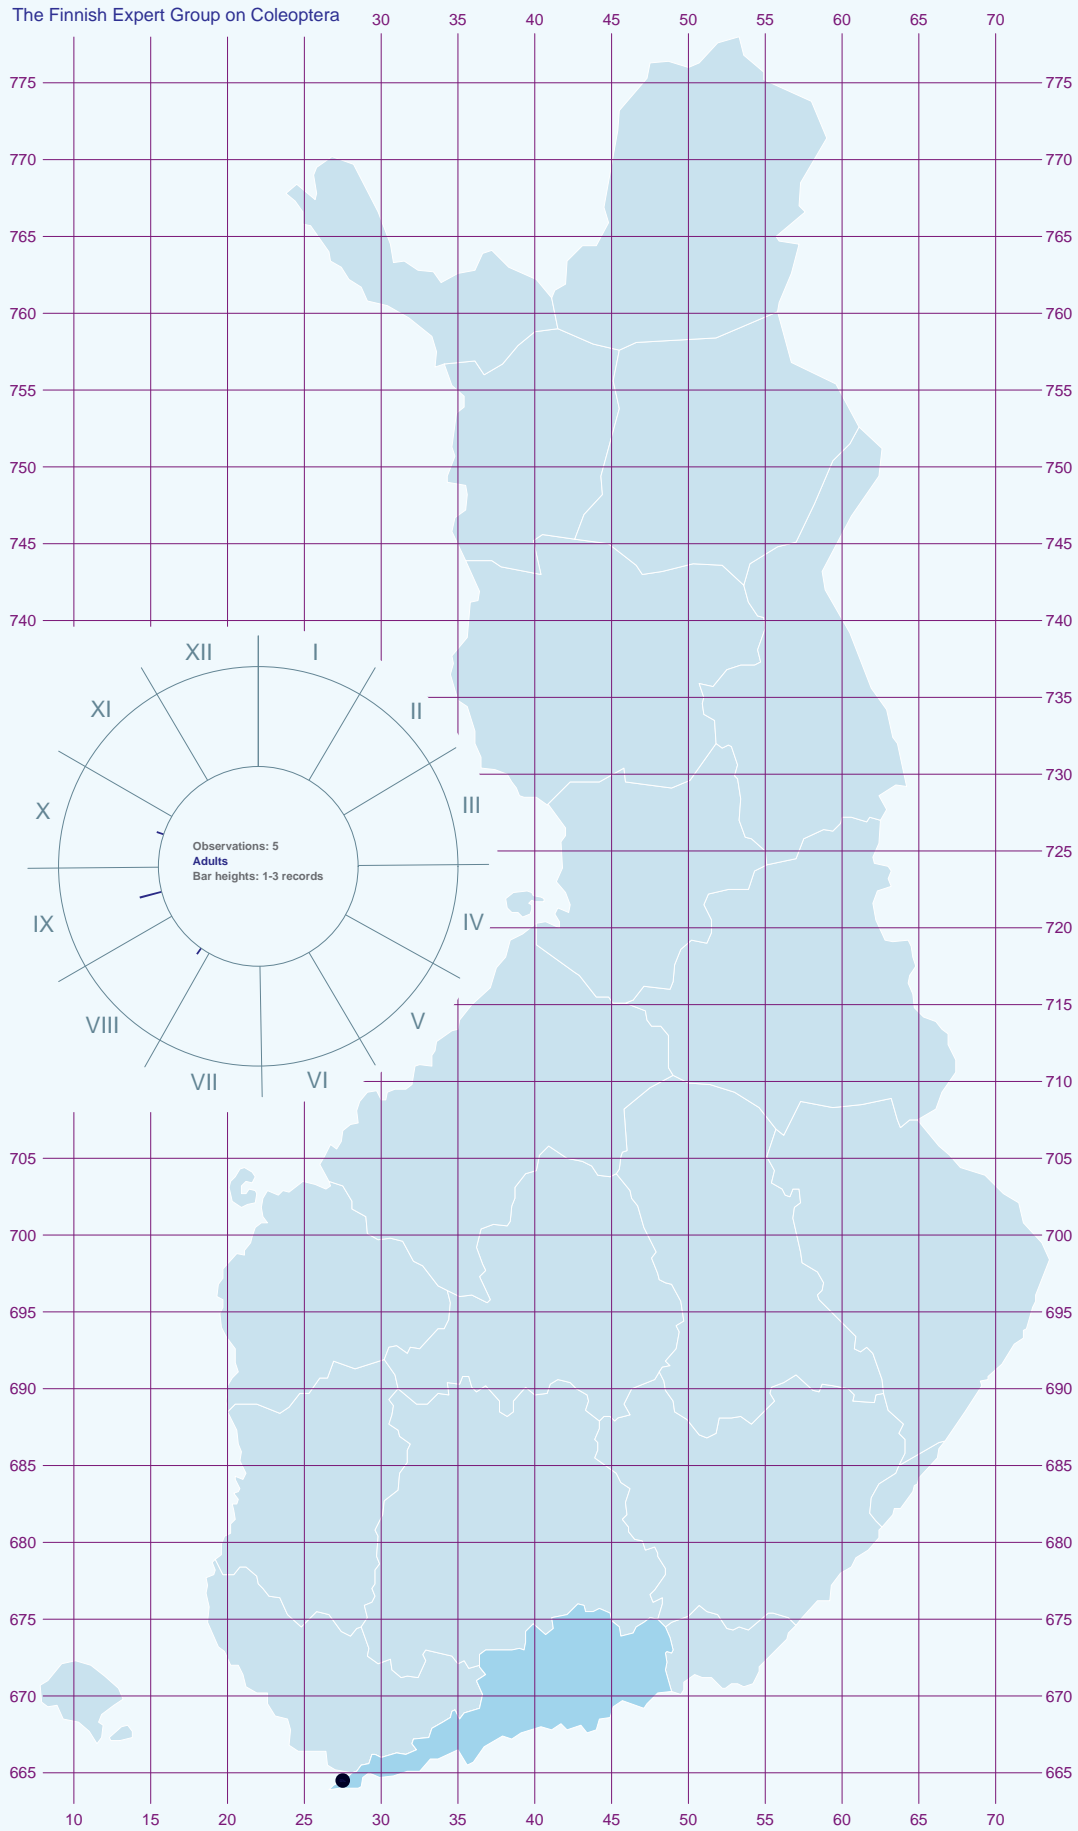 The Finnish Expert Group on Coleoptera 30 35 40 45 50 55 60 65 70
775 775
770 770
765 765
760 760
755 755
750 750
745 745
740 740
XII I
XI II
735
730
X III
Observations: 5
Adults
Bar heights: 1-3 records
725
IX IV
720
VIII V
715
VII VI
710
705 705
700 700
695 695
690 690
685 685
680 680
675 675
670 670
665 665
10 15 20 25 30 35 40 45 50 55 60 65 70